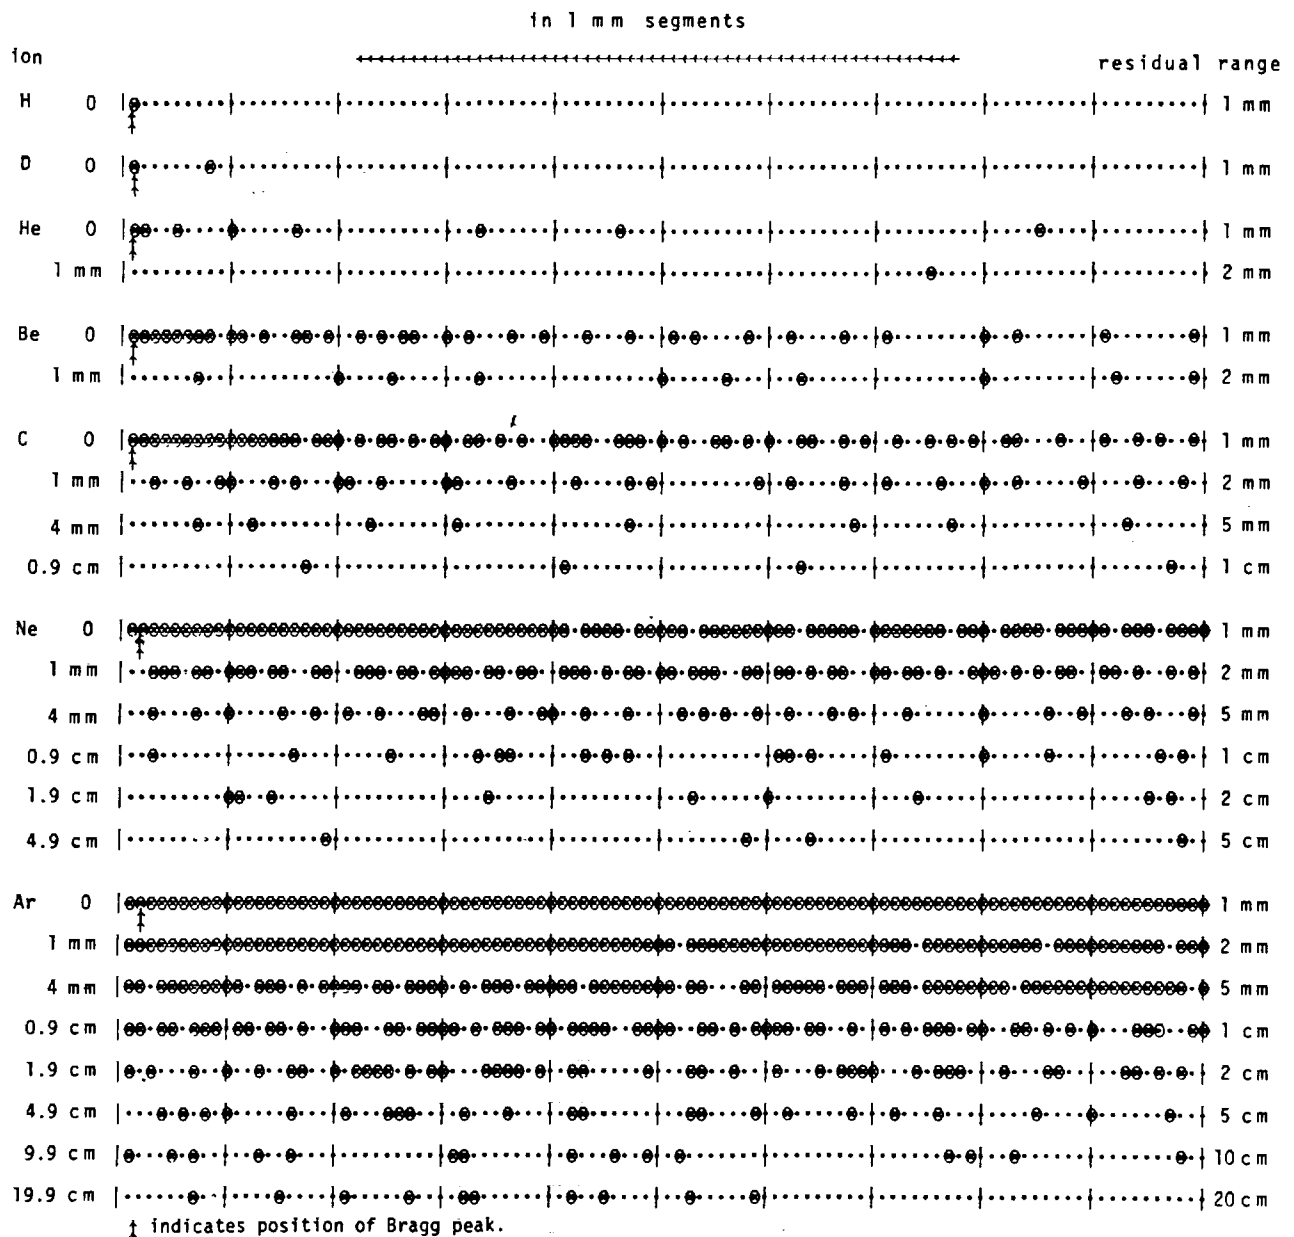 in 1 mm segments
ion
residual range
H 0 1 mm
D 0 1 mm
He 0 1 mm
1 mm 2 mm
Be 0 1 mm
1 mm 2 mm
C 0 1 mm
1 mm 2 mm
4 mm 5 mm
0.9 cm 1 cm
Ne 0 1 mm
1 mm 2 mm
4 mm 5 mm
0.9 cm 1 cm
1.9 cm 2 cm
4.9 cm 5 cm
Ar 0 1 mm
1 mm 2 mm
4 mm 5 mm
0.9 cm 1 cm
1.9 cm 2 cm
4.9 cm 5 cm
9.9 cm 10 cm
19.9 cm 20 cm
indicates position of Bragg peak.